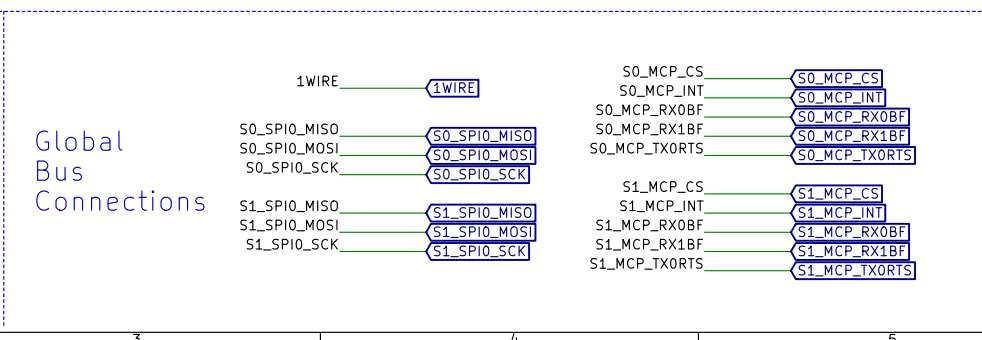 Global
Bus
Connections
1WIRE 1WIRE
S0_SPI0_MISO S0_SPI0_MISO
S0_SPI0_MOSI S0_SPI0_MOSI
S0_SPI0_SCK S0_SPI0_SCK
S1_SPI0_MISO S1_SPI0_MISO
S1_SPI0_MOSI S1_SPI0_MOSI
S1_SPI0_SCK S1_SPI0_SCK
S0_MCP_CS S0_MCP_CS
S0_MCP_INT S0_MCP_INT
S0_MCP_RX0BF S0_MCP_RX0BF
S0_MCP_RX1BF S0_MCP_RX1BF
S0_MCP_TX0RTS S0_MCP_TX0RTS
S1_MCP_CS S1_MCP_CS
S1_MCP_INT S1_MCP_INT
S1_MCP_RX0BF S1_MCP_RX0BF
S1_MCP_RX1BF S1_MCP_RX1BF
S1_MCP_TX0RTS S1_MCP_TX0RTS
3 4 5